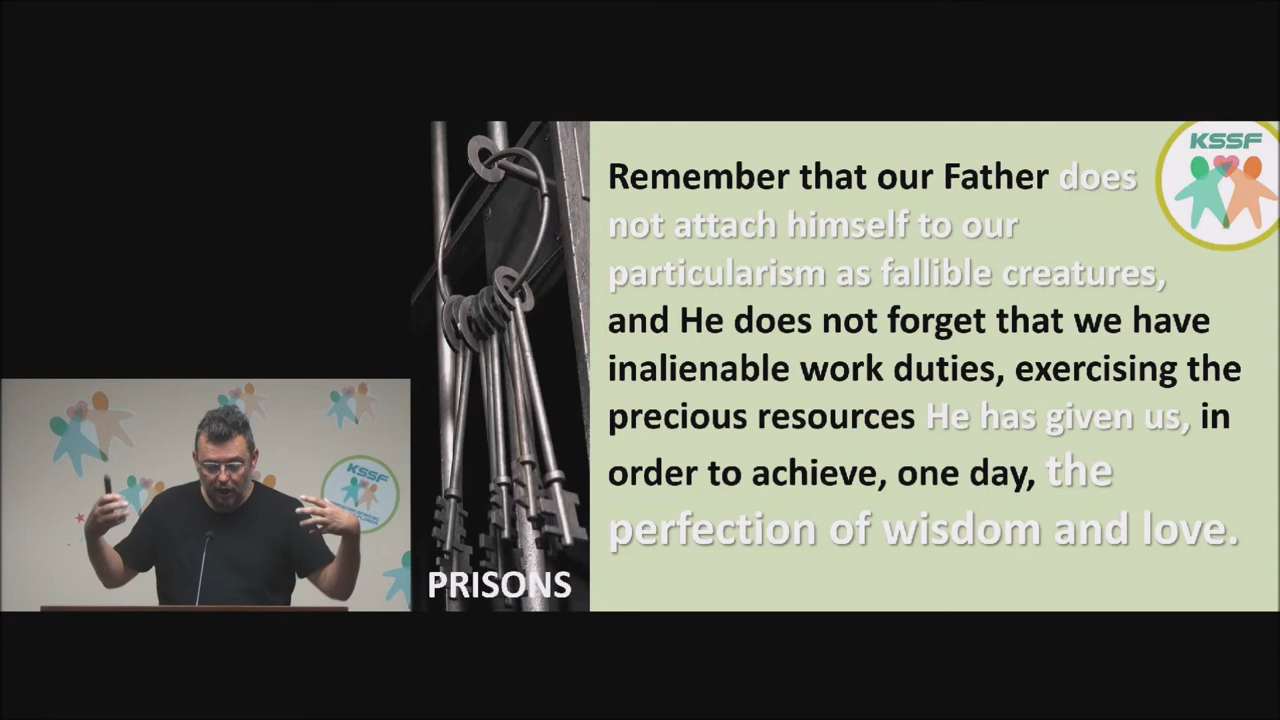 KSSF
Remember that our Father does
not attach himself to our
particularism as fallible creatures,
and He does not forget that we have
inalienable work duties, exercising the
precious resources He has given us, in
order to achieve, one day, the
perfection of wisdom and love.
PRISONS
KSSF